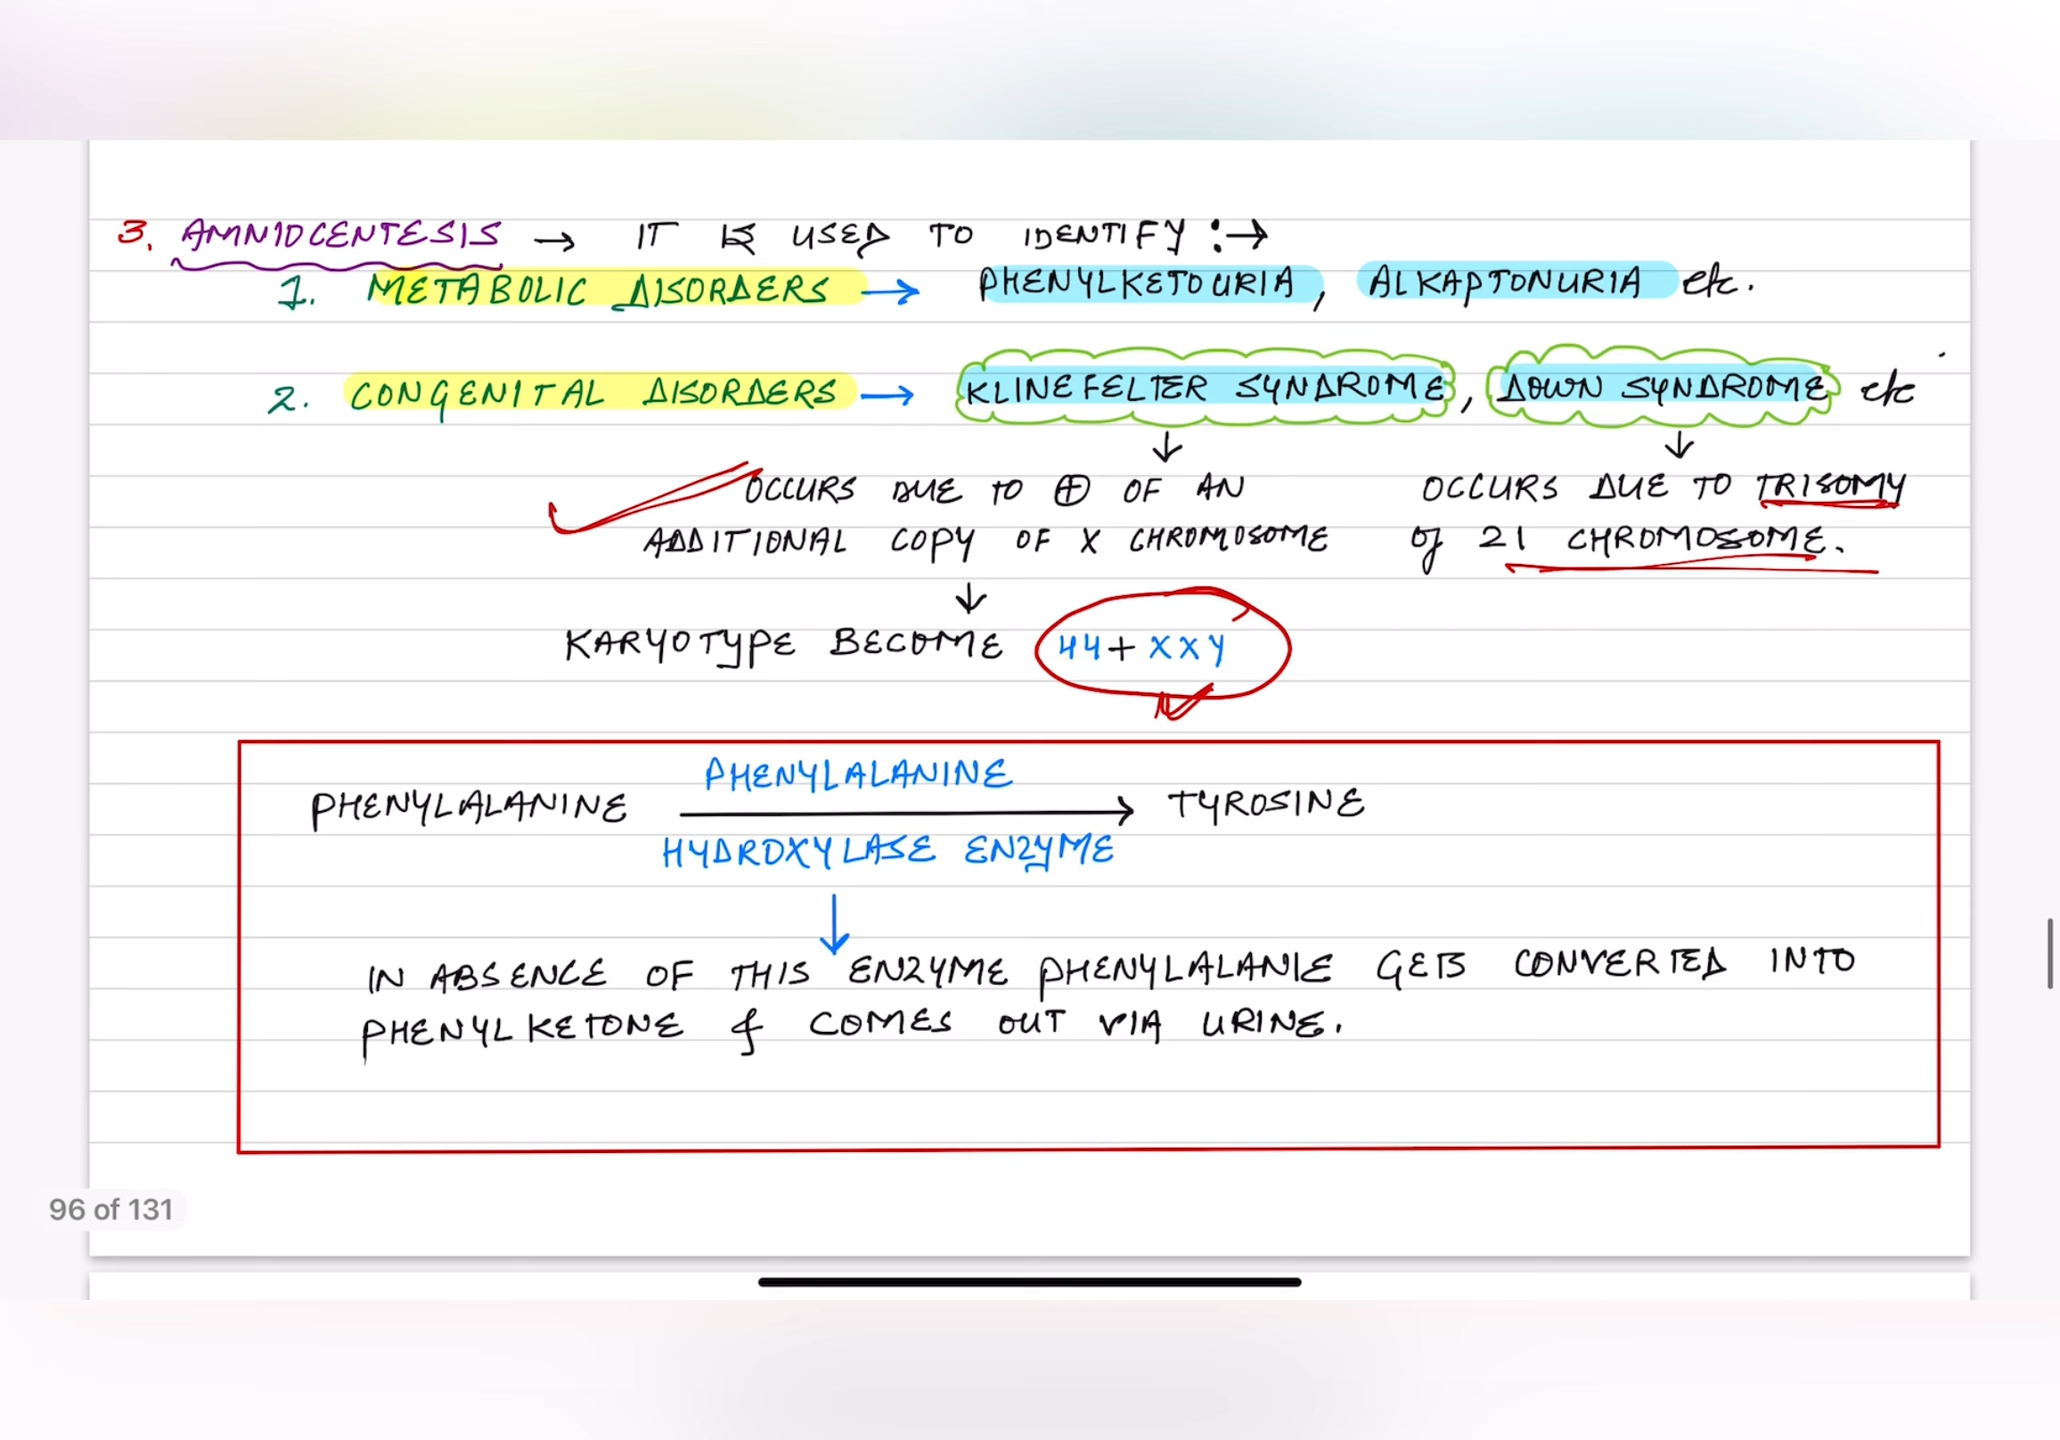 3. AMNIOCENTESIS → IT IS USED TO IDENTIFY :→
1. METABOLIC DISORDERS → PHENYLKETOURIA, ALKAPTONURIA etc.
2. CONGENITAL DISORDERS → KLINEFELTER SYNDROME, DOWN SYNDROME etc
↓ ↓
OCCURS DUE TO ⊕ OF AN OCCURS DUE TO TRISOMY
ADDITIONAL COPY OF X CHROMOSOME of 21 CHROMOSOME.
↓
KARYOTYPE BECOME 44+XXY
PHENYLALANINE
PHENYLALANINE → TYROSINE
HYDROXYLASE ENZYME
↓
IN ABSENCE OF THIS ENZYME PHENYLALANIE GETS CONVERTED INTO
PHENYLKETONE & COMES OUT VIA URINE.
96 of 131